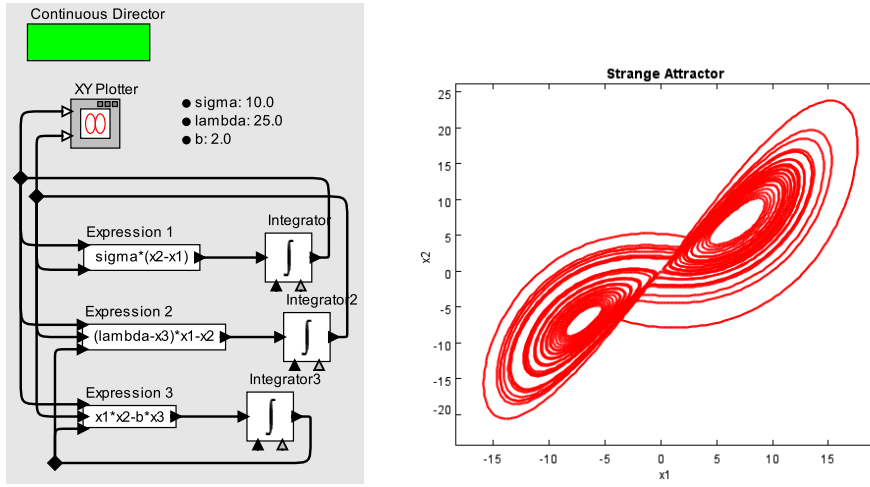 Continuous Director
XY Plotter
sigma: 10.0
lambda: 25.0
b: 2.0
Expression 1
sigma*(x2-x1)
Integrator
Expression 2
(lambda-x3)*x1-x2
Integrator2
Expression 3
x1*x2-b*x3
Integrator3
Strange Attractor
25
20
15
10
5
0
-5
-10
-15
-20
x2
-15
-10
-5
0
5
10
15
x1